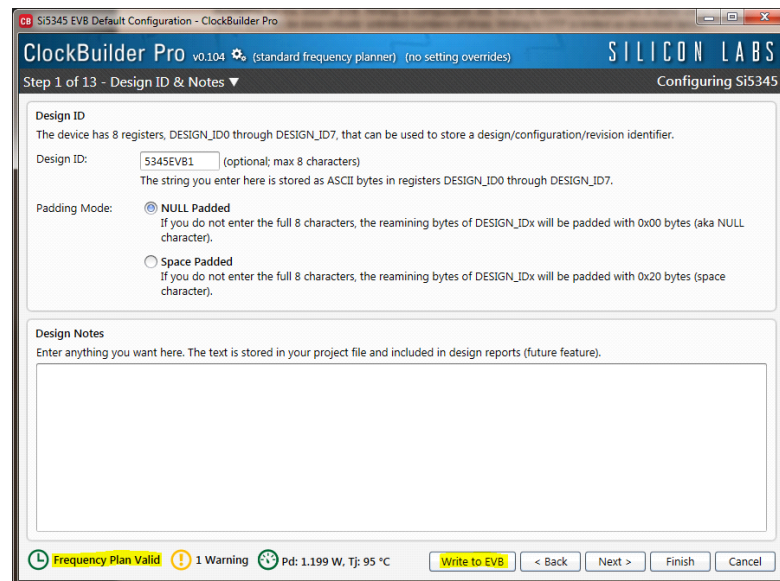 CB Si5345 EVB Default Configuration - ClockBuilder Pro
ClockBuilder Pro v0.104 (standard frequency planner) (no setting overrides) SILICON LABS
Step 1 of 13 - Design ID & Notes ▼ Configuring Si5345
Design ID
The device has 8 registers, DESIGN_ID0 through DESIGN_ID7, that can be used to store a design/configuration/revision identifier.
Design ID: 5345EVB1 (optional; max 8 characters)
The string you enter here is stored as ASCII bytes in registers DESIGN_ID0 through DESIGN_ID7.
Padding Mode: NULL Padded
If you do not enter the full 8 characters, the reamining bytes of DESIGN_IDx will be padded with 0x00 bytes (aka NULL
character).
Space Padded
If you do not enter the full 8 characters, the reamining bytes of DESIGN_IDx will be padded with 0x20 bytes (space
character).
Design Notes
Enter anything you want here. The text is stored in your project file and included in design reports (future feature).
Frequency Plan Valid 1 Warning Pd: 1.199 W, Tj: 95 °C Write to EVB < Back Next > Finish Cancel